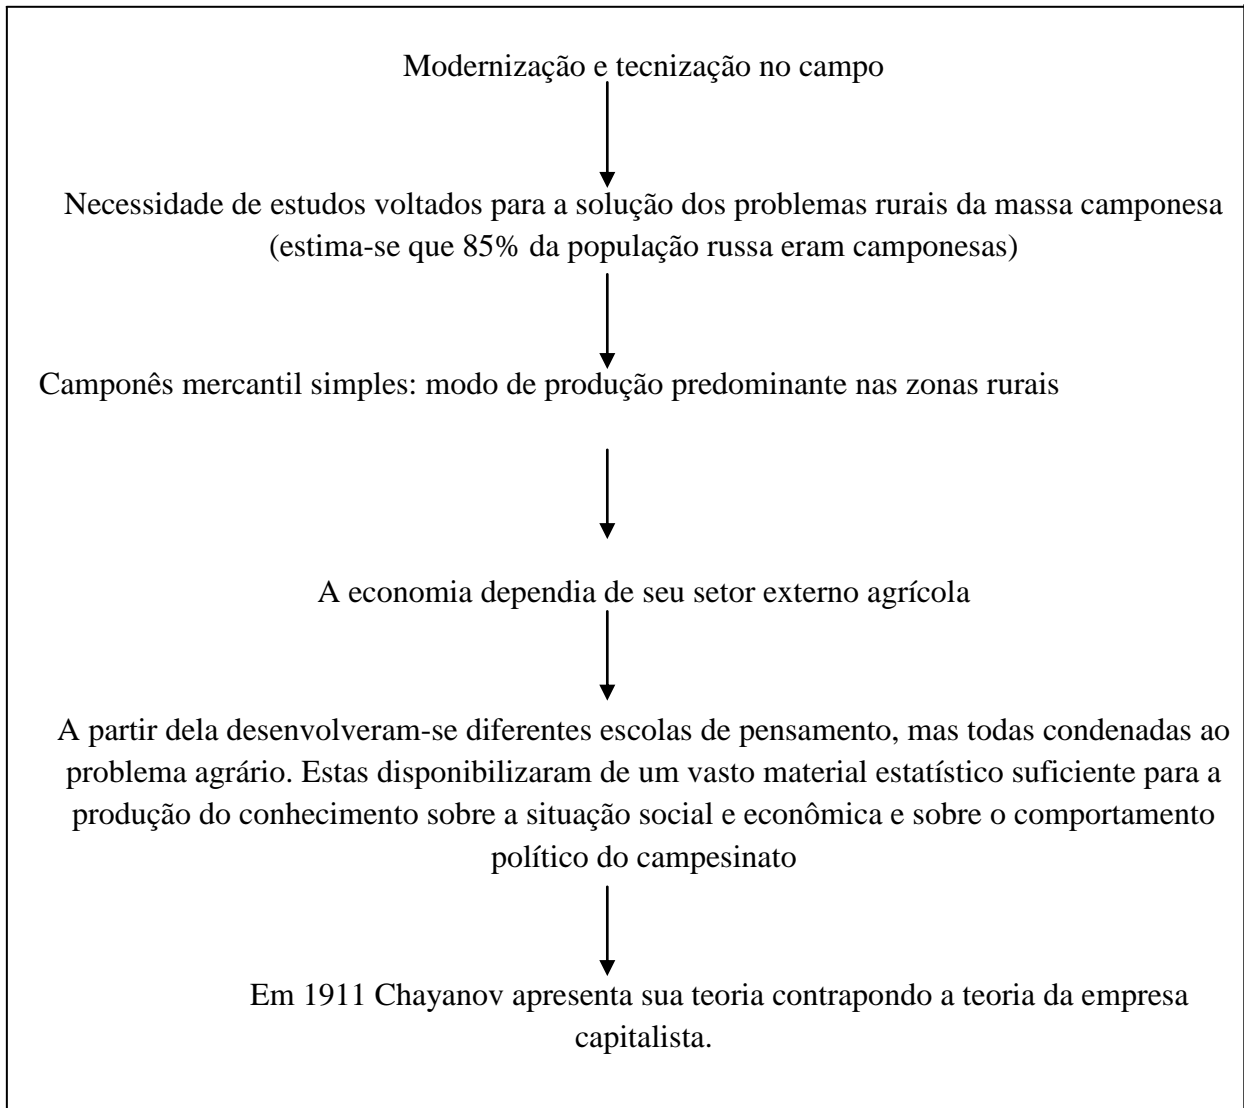 Modernização e tecnização no campo
Necessidade de estudos voltados para a solução dos problemas rurais da massa camponesa
(estima-se que 85% da população russa eram camponesas)
Camponês mercantil simples: modo de produção predominante nas zonas rurais
A economia dependia de seu setor externo agrícola
A partir dela desenvolveram-se diferentes escolas de pensamento, mas todas condenadas ao
problema agrário. Estas disponibilizaram de um vasto material estatístico suficiente para a
produção do conhecimento sobre a situação social e econômica e sobre o comportamento
político do campesinato
Em 1911 Chayanov apresenta sua teoria contrapondo a teoria da empresa
capitalista.